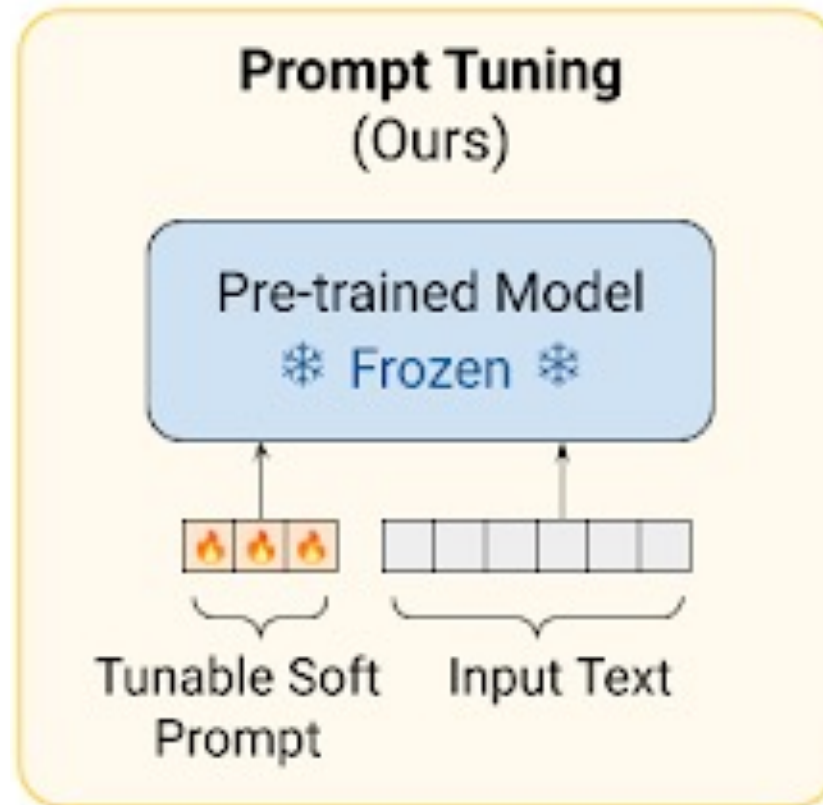 Prompt Tuning
(Ours)
Pre-trained Model
❄ Frozen ❄
Tunable Soft
Prompt
Input Text